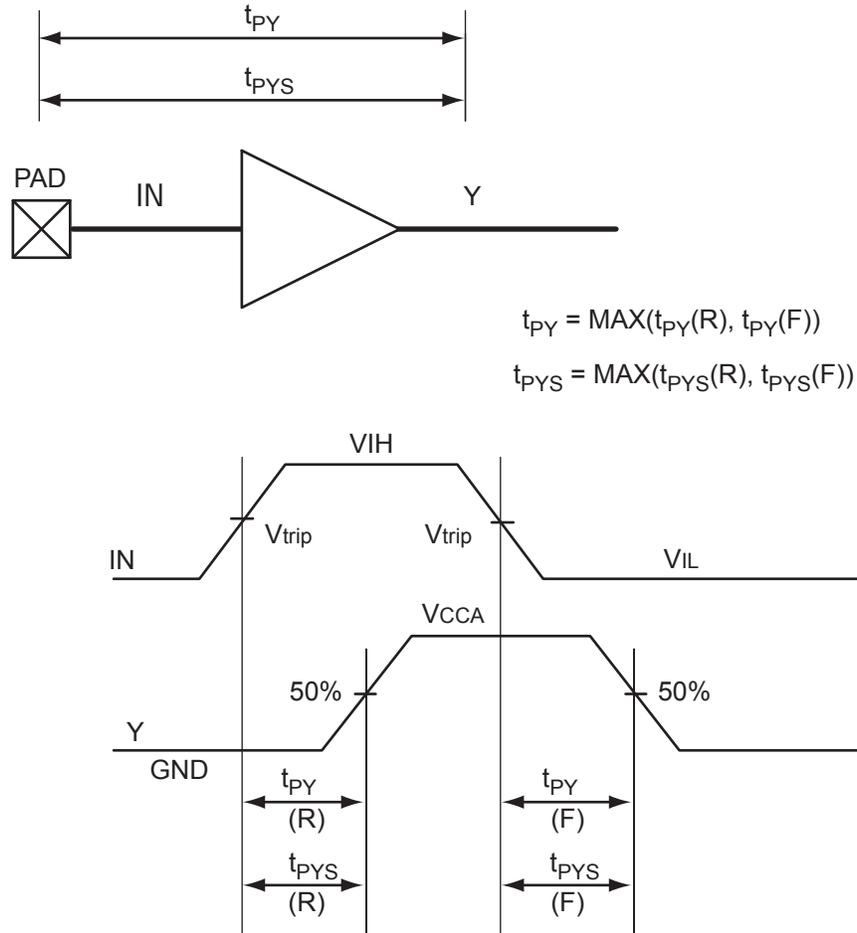 tPY
tPYS
PAD
IN
Y
tPY = MAX(tPY(R), tPY(F))
tPYS = MAX(tPYS(R), tPYS(F))
VIH
Vtrip
Vtrip
IN
VIL
VCCA
50%
50%
Y
GND
tPY
(R)
tPY
(F)
tPYS
(R)
tPYS
(F)